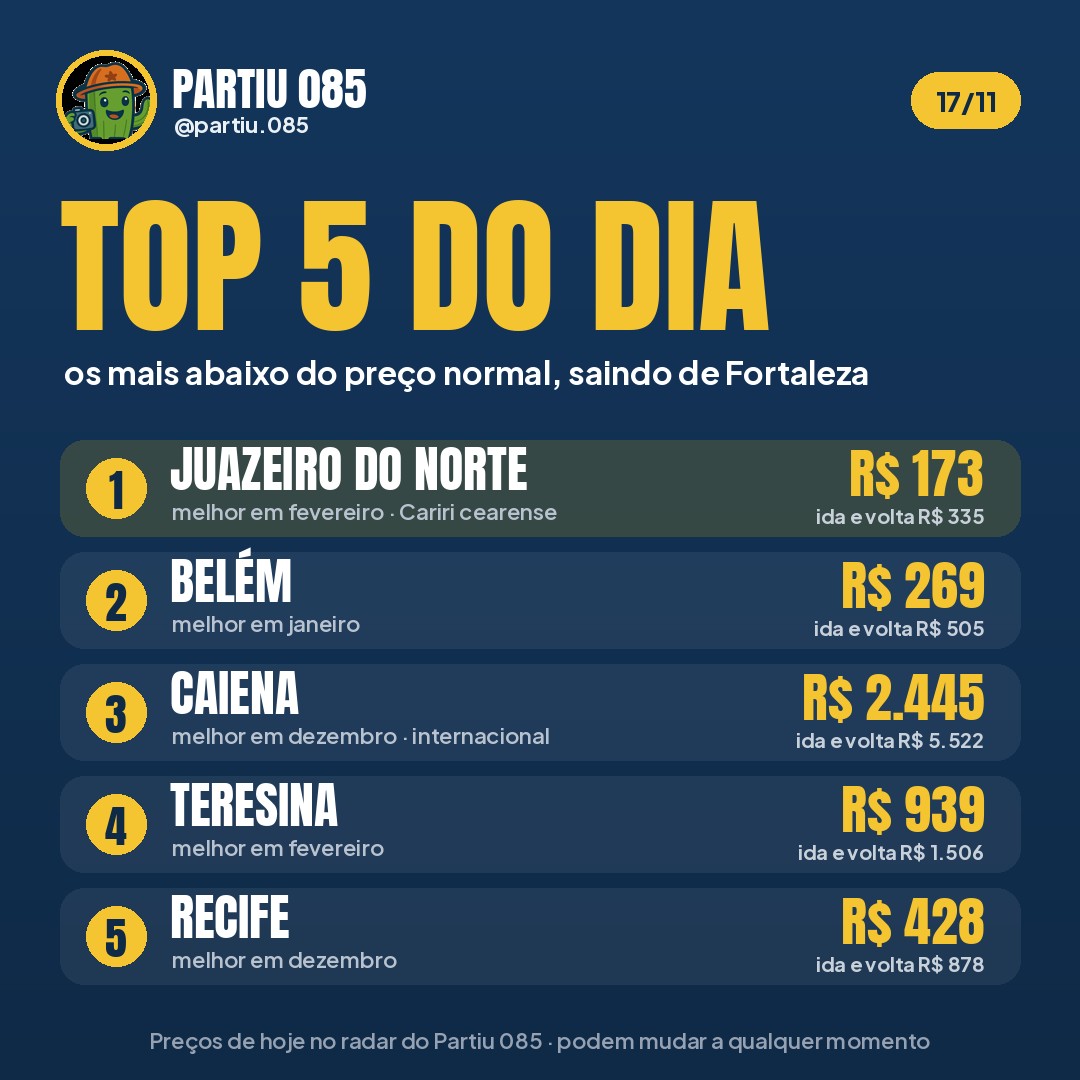 PARTIU 085
@partiu.085
17/11
TOP 5 DO DIA
os mais abaixo do preço normal, saindo de Fortaleza
1
JUAZEIRO DO NORTE
melhor em fevereiro · Cariri cearense
R$ 173
ida e volta R$ 335
2
BELÉM
melhor em janeiro
R$ 269
ida e volta R$ 505
3
CAIENA
melhor em dezembro · internacional
R$ 2.445
ida e volta R$ 5.522
4
TERESINA
melhor em fevereiro
R$ 939
ida e volta R$ 1.506
5
RECIFE
melhor em dezembro
R$ 428
ida e volta R$ 878
Preços de hoje no radar do Partiu 085 · podem mudar a qualquer momento